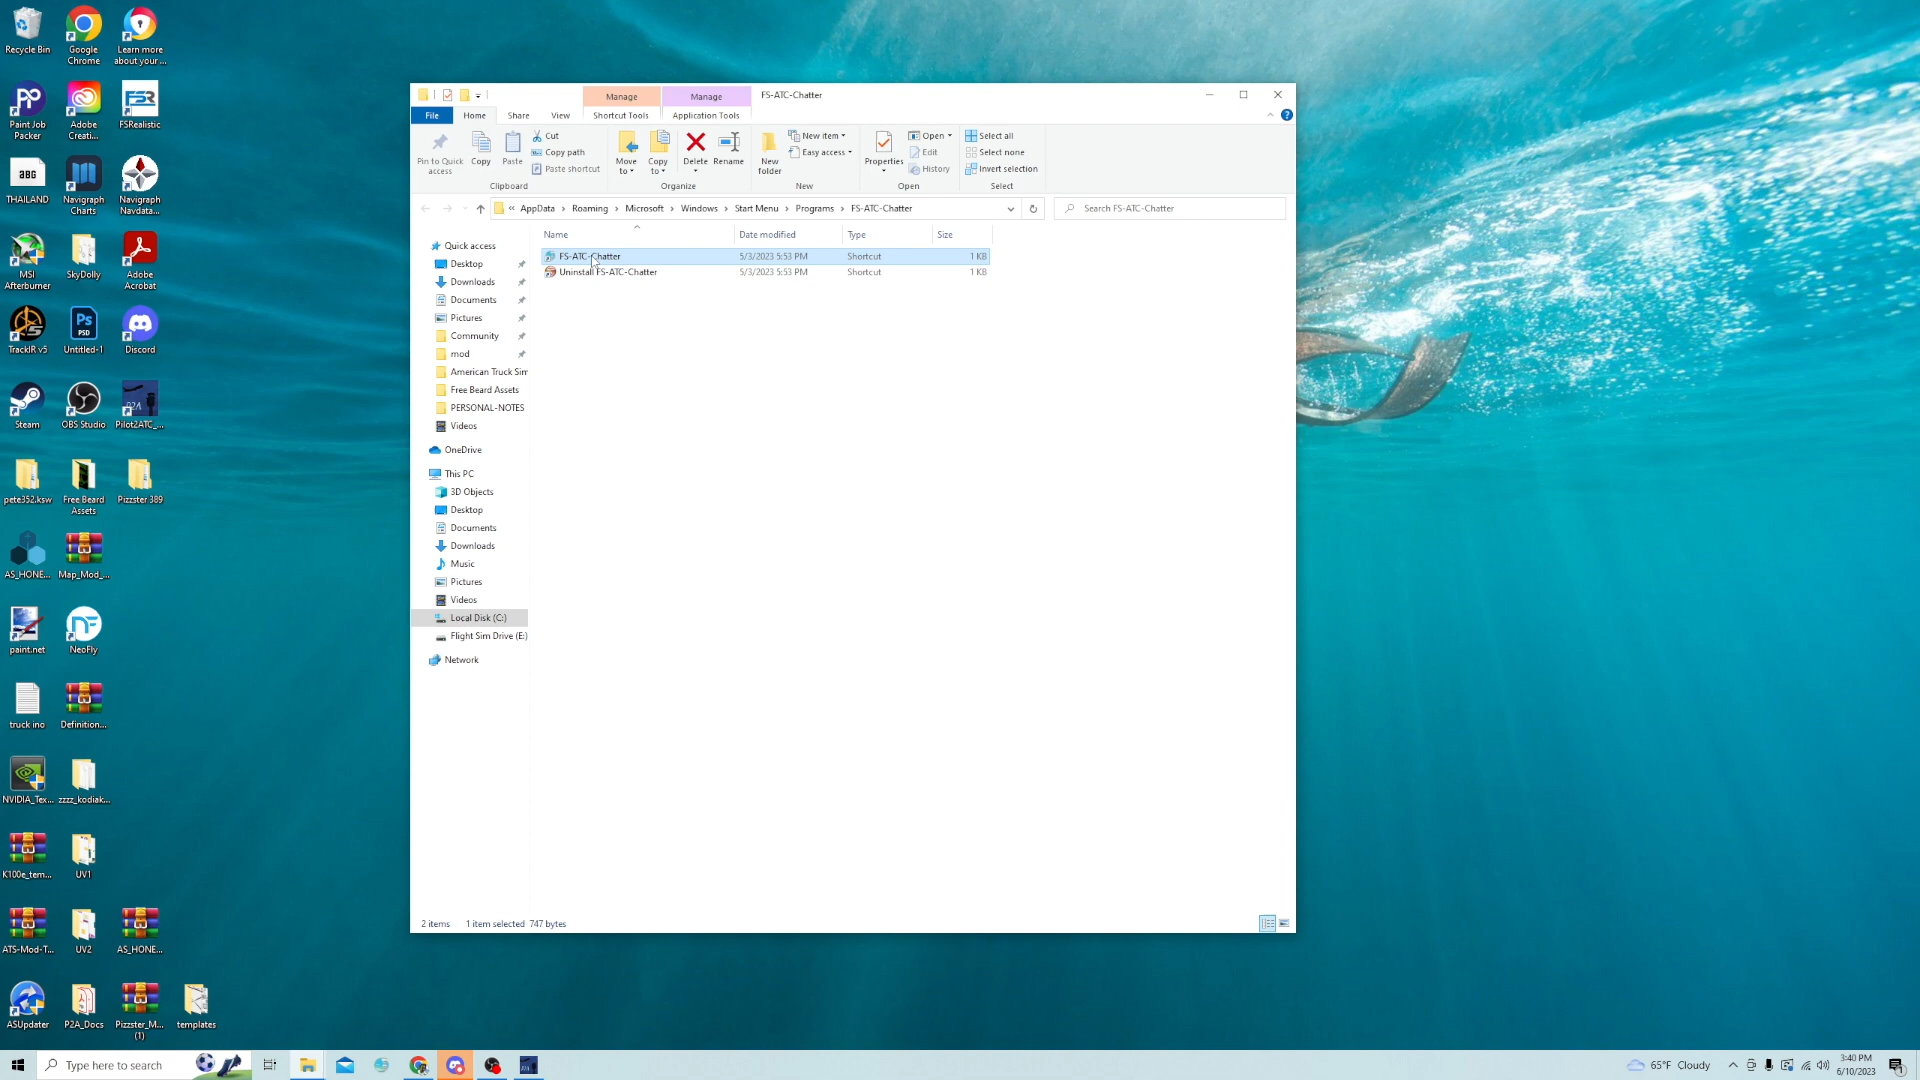 Recycle Bin
Google Chrome
Learn more about your ...
Paint Job Packer
Adobe Creati...
FSR
FSRealistic
ABG
THAILAND
Navigraph Charts
Navigraph Navdata...
MSI Afterburner
SkyDolly
Adobe Acrobat
TrackIR v5
Ps
PSD
Untitled-1
Discord
Steam
OBS Studio
P2A
Pilot2ATC_...
pete352.ksw
Free Beard Assets
Pizzster 389
AS_HONE...
Map_Mod_...
paint.net
NeoFly
truck ino
Definition...
NVIDIA_Tex...
zzzz_kodiak...
K100e_tem...
UV1
ATS-Mod-T...
UV2
AS_HONE...
ASUpdater
P2A_Docs
Pizzster_M... (1)
templates
Manage
Manage
FS-ATC-Chatter
File
Home
Share
View
Shortcut Tools
Application Tools
Pin to Quick access
Copy
Paste
Cut
Copy path
Paste shortcut
Clipboard
Move to
Copy to
Delete
Rename
Organize
New folder
New item
Easy access
New
Properties
Open
Edit
History
Open
Select all
Select none
Invert selection
Select
« AppData › Roaming › Microsoft › Windows › Start Menu › Programs › FS-ATC-Chatter
Search FS-ATC-Chatter
Name Date modified Type Size
FS-ATC-Chatter 5/3/2023 5:53 PM Shortcut 1 KB
Uninstall FS-ATC-Chatter 5/3/2023 5:53 PM Shortcut 1 KB
Quick access
Desktop
Downloads
Documents
Pictures
Community
mod
American Truck Sim
Free Beard Assets
PERSONAL-NOTES
Videos
OneDrive
This PC
3D Objects
Desktop
Documents
Downloads
Music
Pictures
Videos
Local Disk (C:)
Flight Sim Drive (E:)
Network
2 items 1 item selected 747 bytes
Type here to search
65°F Cloudy
3:40 PM
6/10/2023